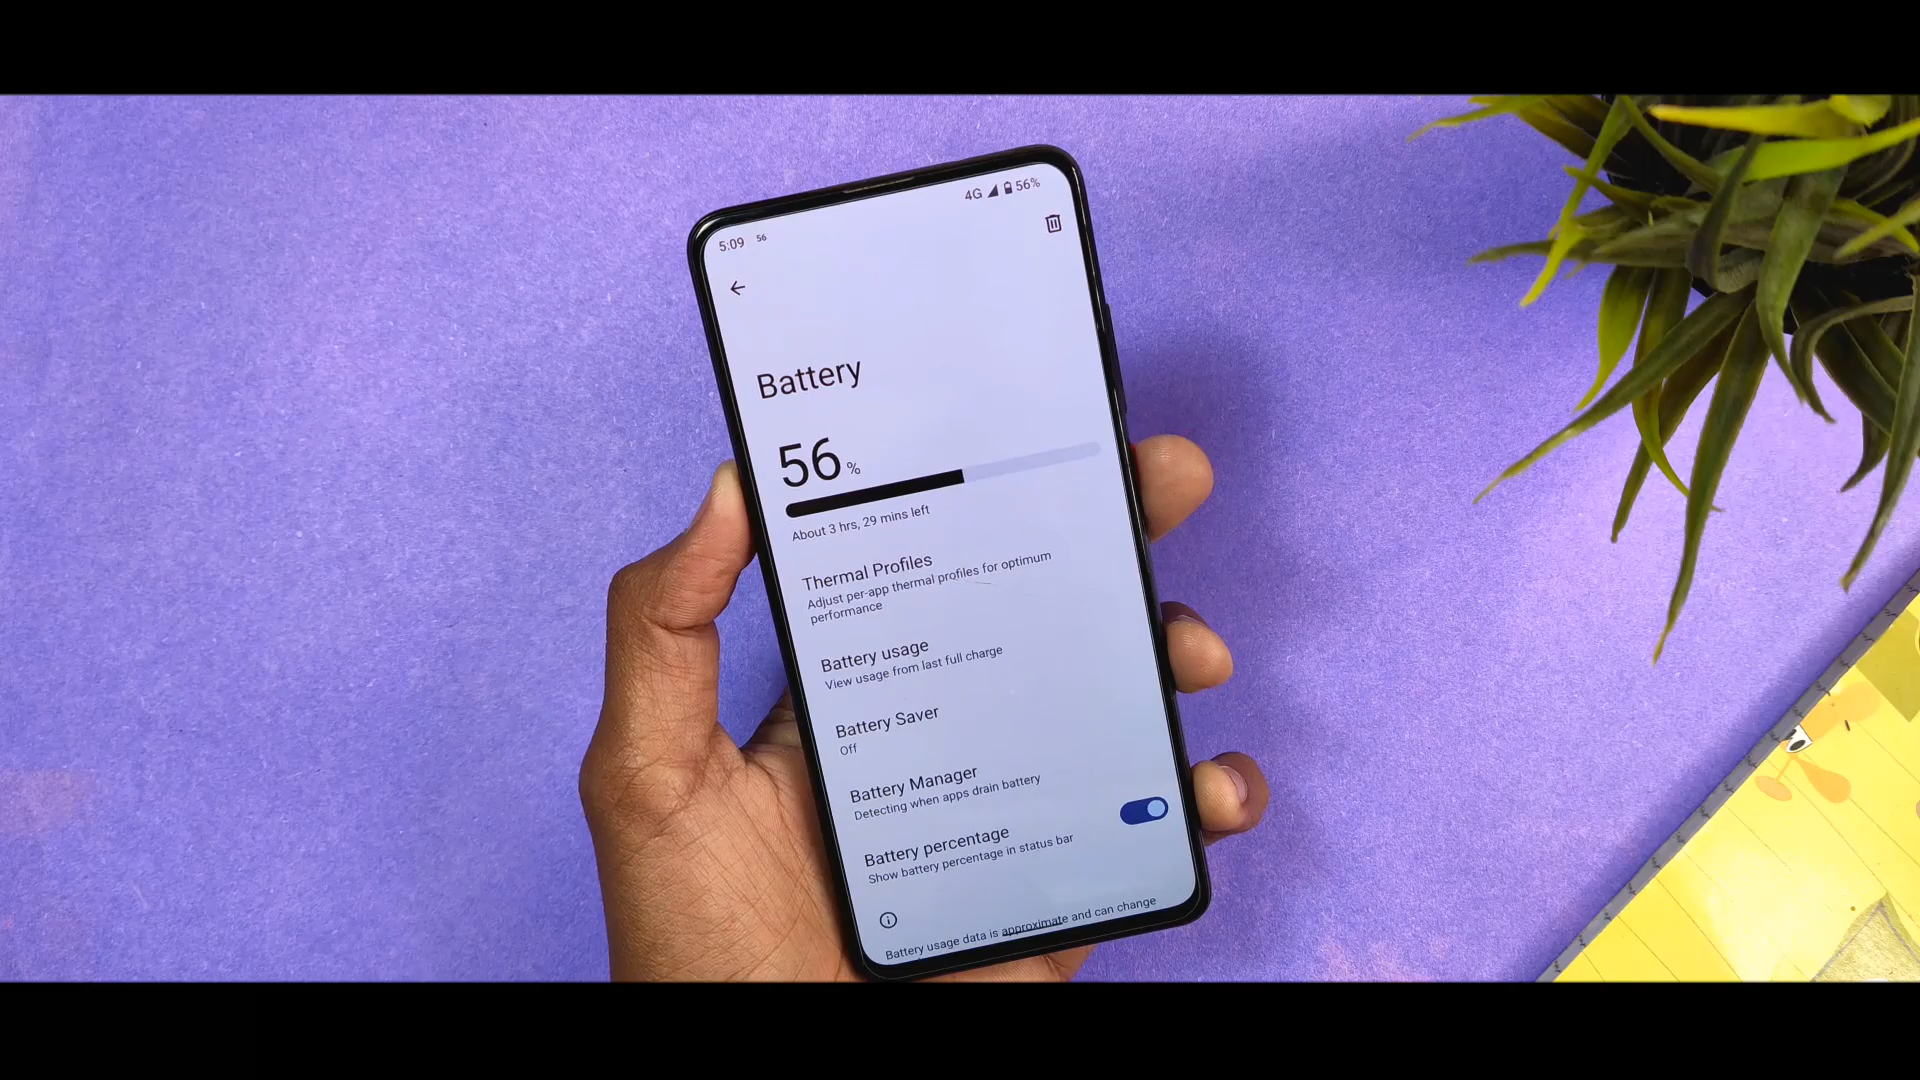 4G 56%
5:09 56
Battery
56 %
About 3 hrs, 29 mins left
Thermal Profiles
Adjust per-app thermal profiles for optimum
performance
Battery usage
View usage from last full charge
Battery Saver
Off
Battery Manager
Detecting when apps drain battery
Battery percentage
Show battery percentage in status bar
Battery usage data is approximate and can change